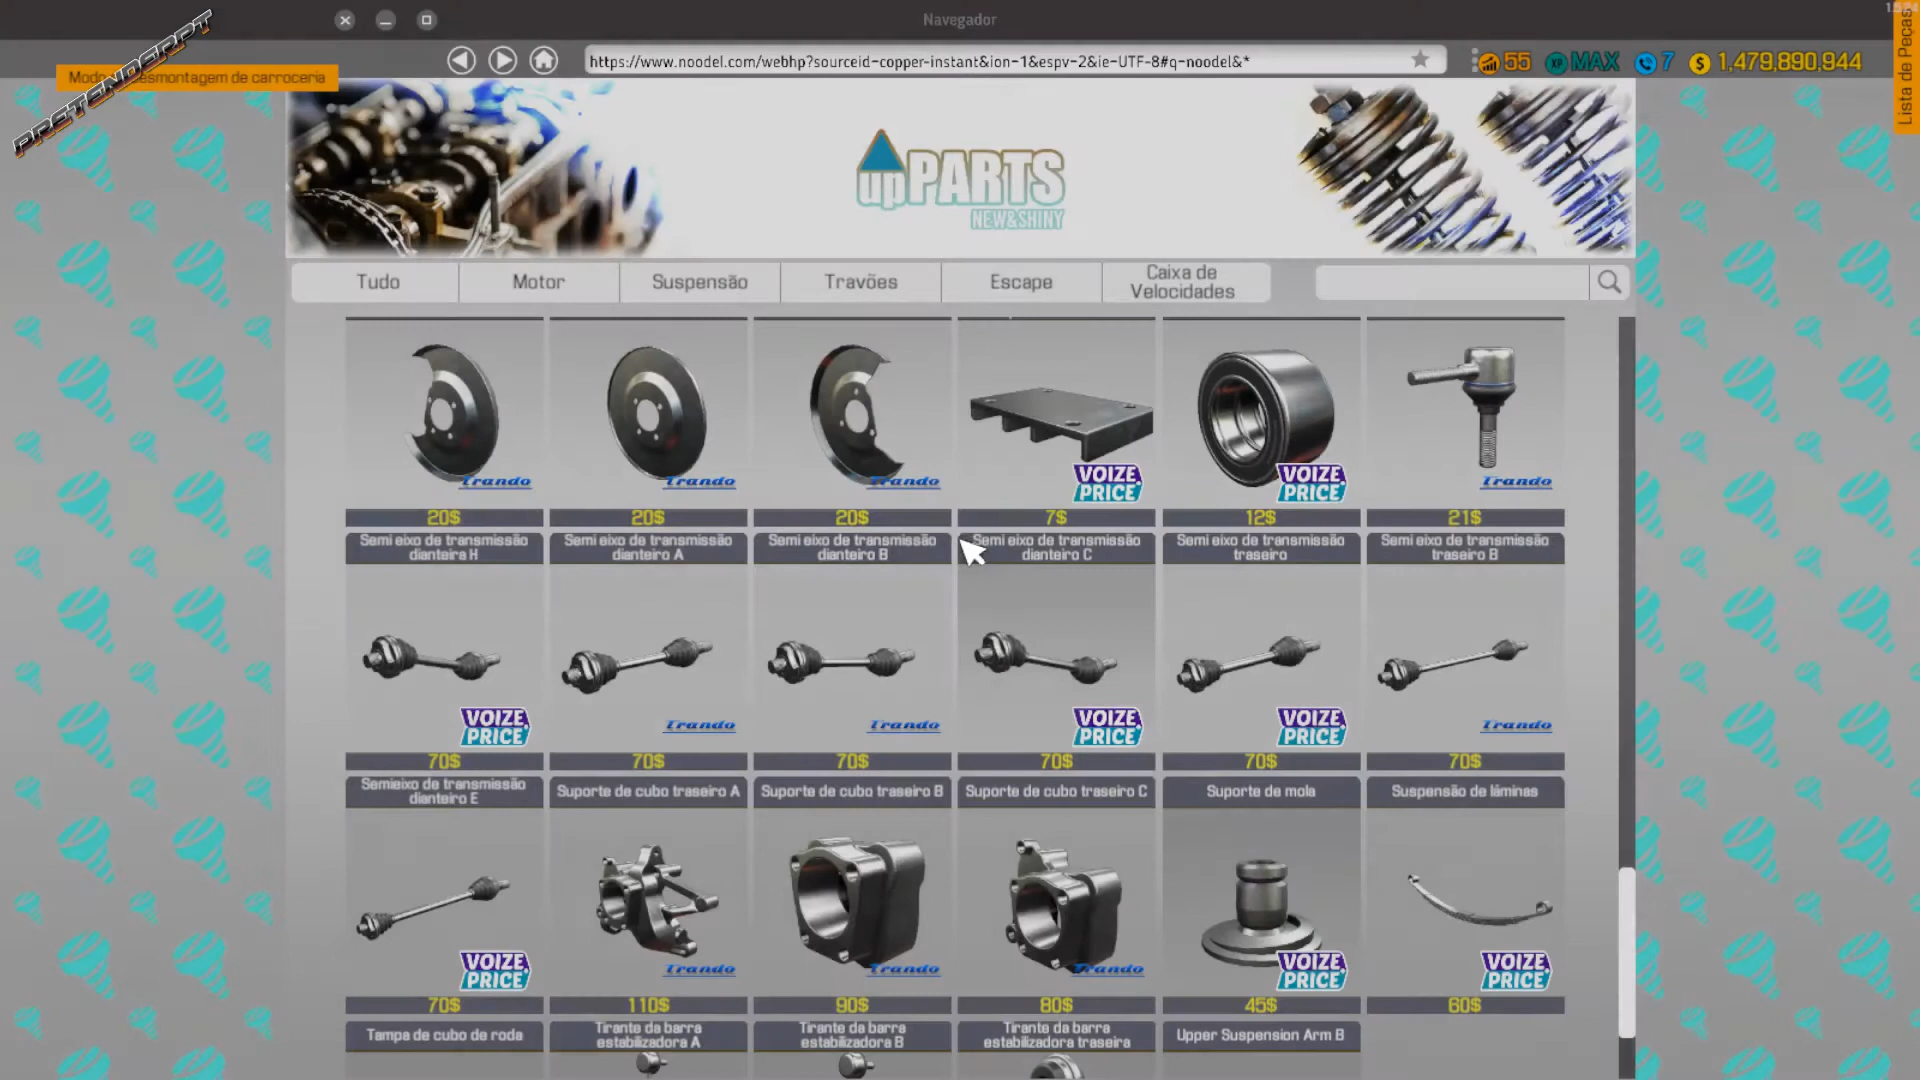 Navegador
PRETENDERPT
https://www.noodel.com/webhp?sourceid-copper-instant&ion-1&espv-2&ie-UTF-8#q-noodel&*
55
XP MAX
7
$ 1,479,890,944
Lista de Peças
upPARTS
NEW&SHINY
Tudo
Motor
Suspensão
Travões
Escape
Caixa de
Velocidades
Trando
Trando
Trando
VOIZE PRICE
VOIZE PRICE
Trando
20$
20$
20$
7$
12$
21$
Semi eixo de transmissão
dianteira H
Semi eixo de transmissão
dianteiro A
Semi eixo de transmissão
dianteiro B
Semi eixo de transmissão
dianteiro C
Semi eixo de transmissão
traseiro
Semi eixo de transmissão
traseiro B
VOIZE PRICE
Trando
Trando
VOIZE PRICE
VOIZE PRICE
Trando
70$
70$
70$
70$
70$
70$
Semieixo de transmissão
dianteiro E
Suporte de cubo traseiro A
Suporte de cubo traseiro B
Suporte de cubo traseiro C
Suporte de mola
Suspensão de láminas
VOIZE PRICE
Trando
Trando
Trando
VOIZE PRICE
VOIZE PRICE
70$
110$
90$
80$
45$
60$
Tampa de cubo de roda
Tirante da barra
estabilizadora A
Tirante da barra
estabilizadora B
Tirante da barra
estabilizadora traseira
Upper Suspension Arm B